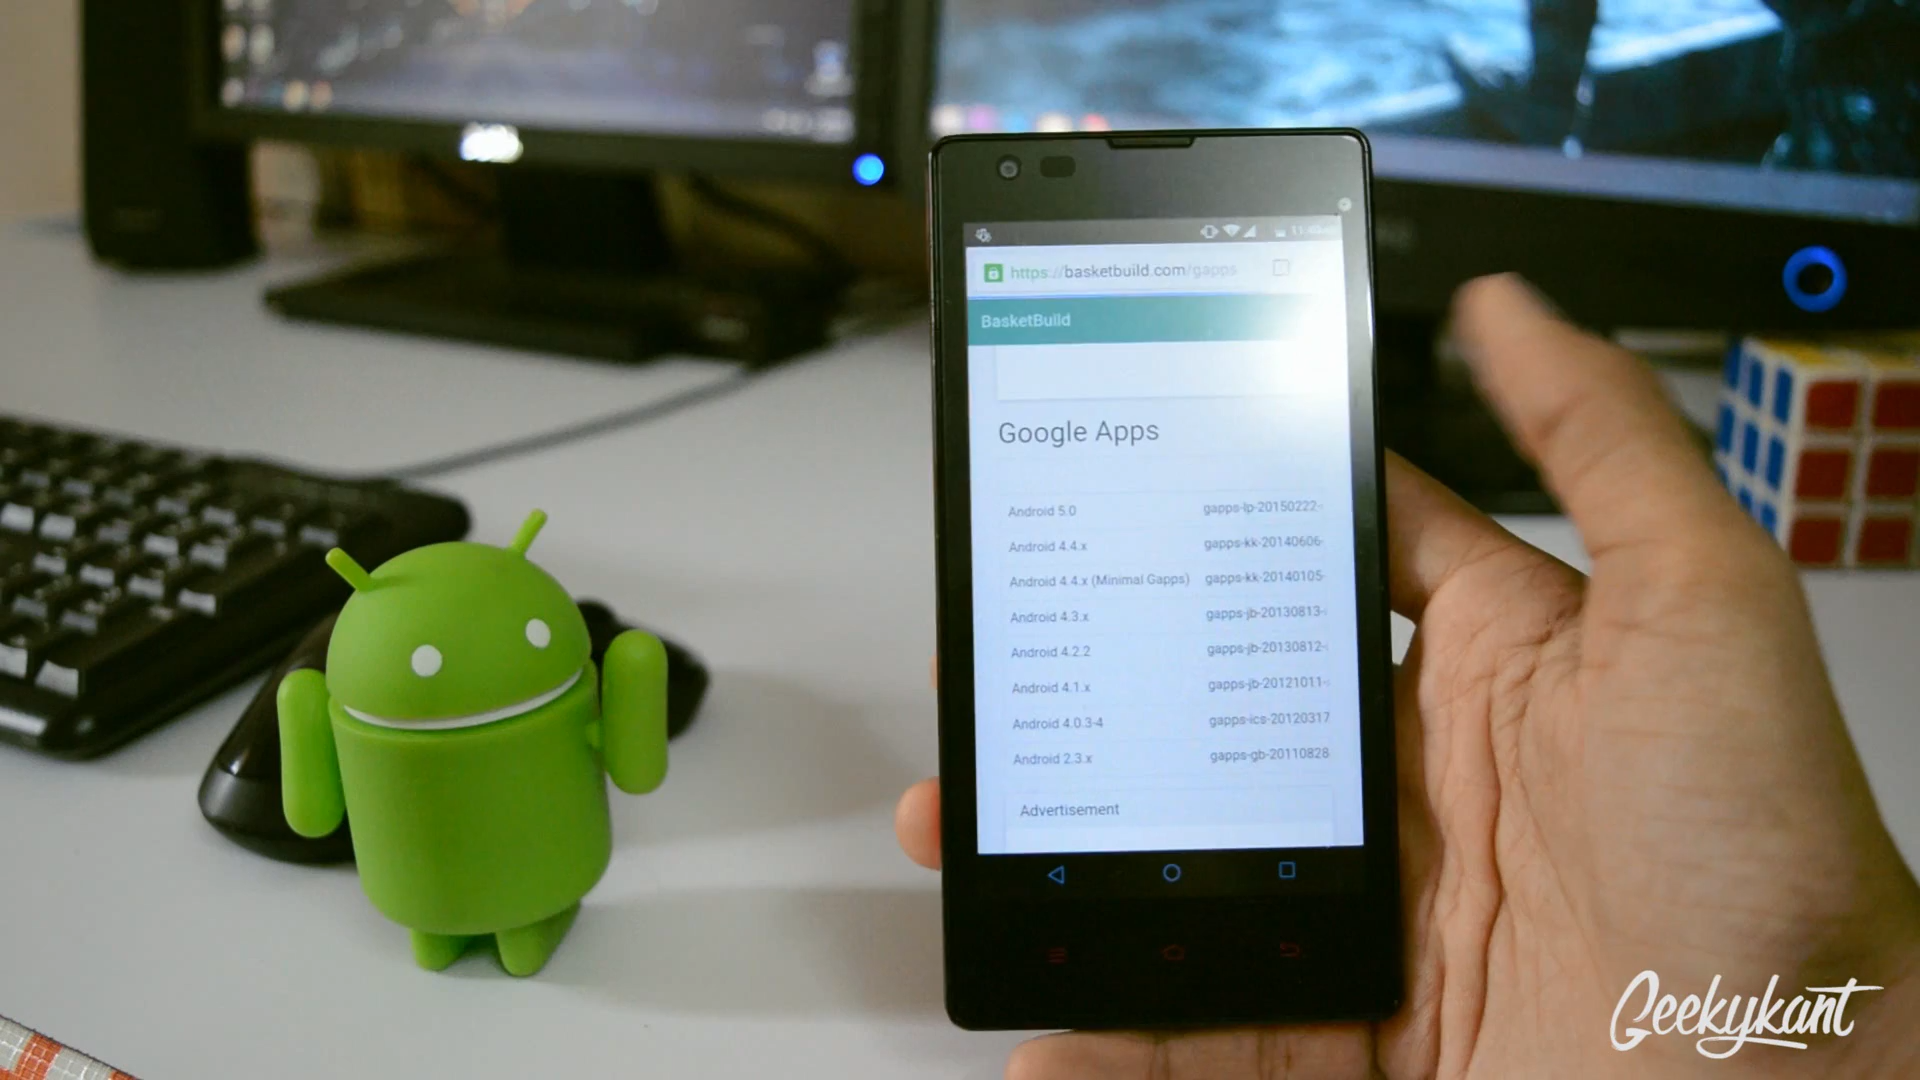 https://basketbuild.com/gapps
BasketBuild
Google Apps
Android 5.0 gapps-lp-20150222-
Android 4.4.x gapps-kk-20140606-
Android 4.4.x (Minimal Gapps) gapps-kk-20140105-
Android 4.3.x gapps-jb-20130813-
Android 4.2.2 gapps-jb-20130812-
Android 4.1.x gapps-jb-20121011-
Android 4.0.3-4 gapps-ics-20120317
Android 2.3.x gapps-gb-20110828
Advertisement
Geekykant